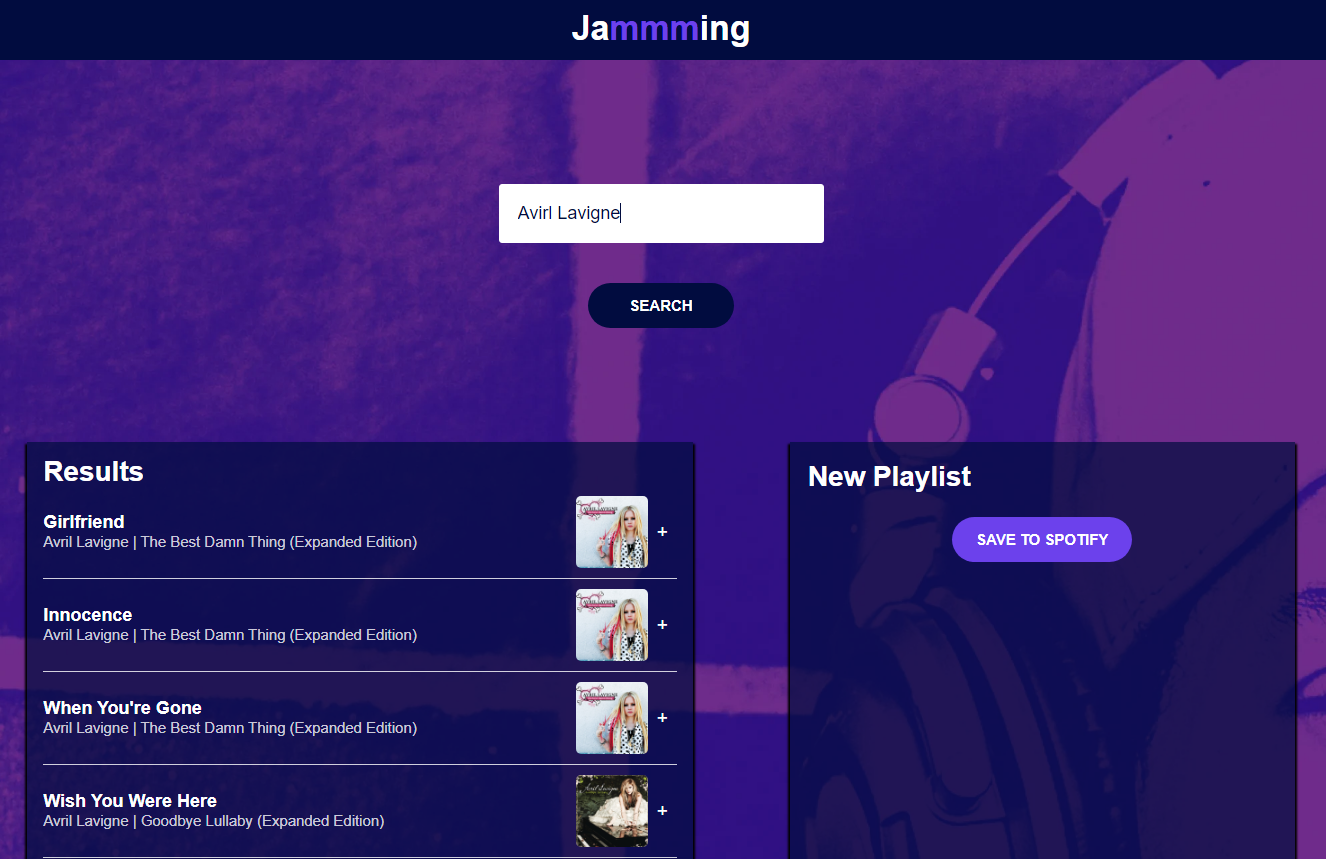 Jammming
Avirl Lavigne
SEARCH
Results
Girlfriend
Avril Lavigne | The Best Damn Thing (Expanded Edition)
+
Innocence
Avril Lavigne | The Best Damn Thing (Expanded Edition)
+
When You're Gone
Avril Lavigne | The Best Damn Thing (Expanded Edition)
+
Wish You Were Here
Avril Lavigne | Goodbye Lullaby (Expanded Edition)
+
New Playlist
SAVE TO SPOTIFY